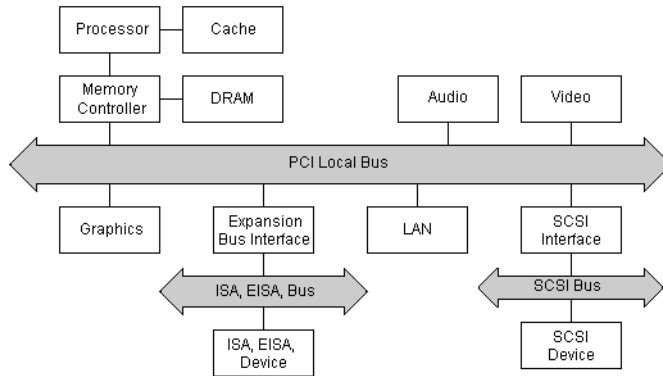 Processor
Cache
Memory
Controller
DRAM
Audio
Video
PCI Local Bus
Graphics
Expansion
Bus Interface
LAN
SCSI
Interface
ISA, EISA, Bus
SCSI Bus
ISA, EISA,
Device
SCSI
Device